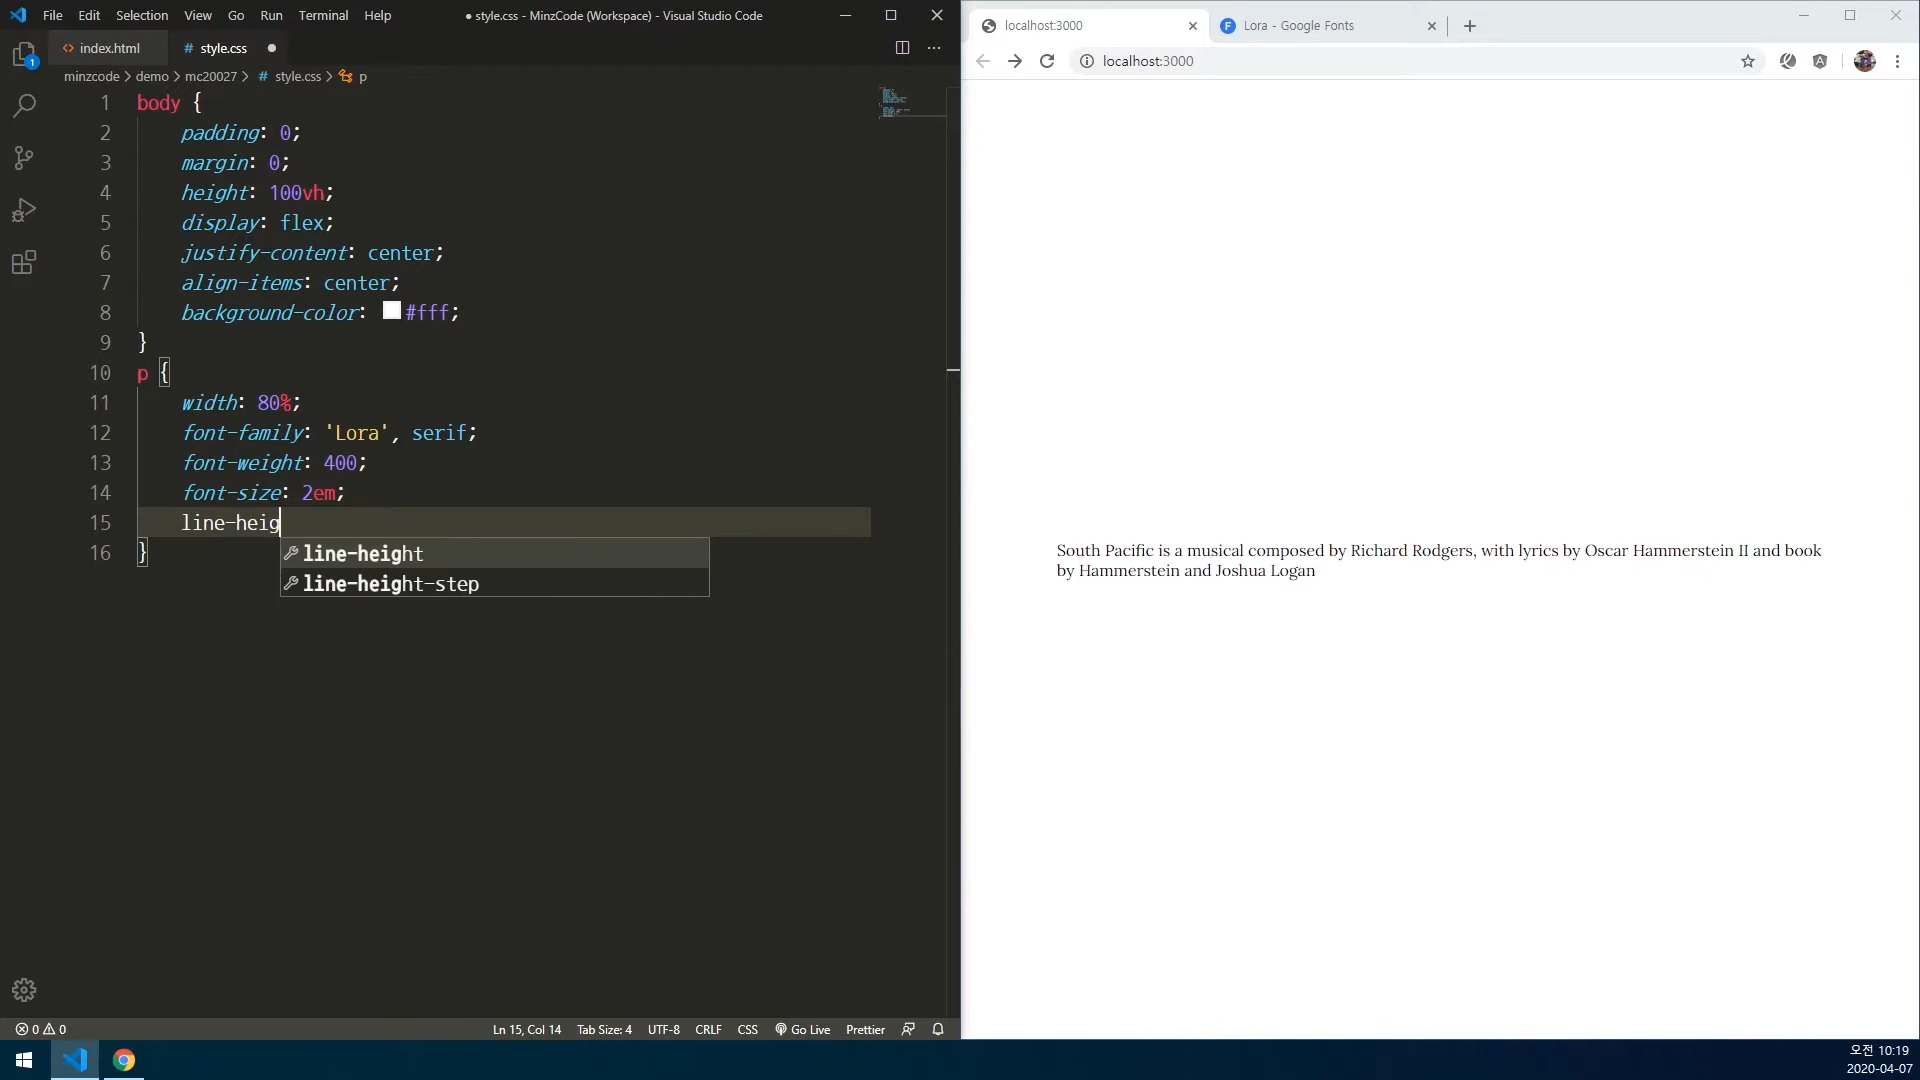 File Edit Selection View Go Run Terminal Help
● style.css - MinzCode (Workspace) - Visual Studio Code
<> index.html
# style.css ●
minzcode > demo > mc20027 > # style.css > p
1 body {
2 padding: 0;
3 margin: 0;
4 height: 100vh;
5 display: flex;
6 justify-content: center;
7 align-items: center;
8 background-color: #fff;
9 }
10 p {
11 width: 80%;
12 font-family: 'Lora', serif;
13 font-weight: 400;
14 font-size: 2em;
15 line-heig
16 }
line-height
line-height-step
1
0 0
Ln 15, Col 14 Tab Size: 4 UTF-8 CRLF CSS Go Live Prettier
localhost:3000
F Lora - Google Fonts
localhost:3000
South Pacific is a musical composed by Richard Rodgers, with lyrics by Oscar Hammerstein II and book
by Hammerstein and Joshua Logan
오전 10:19
2020-04-07